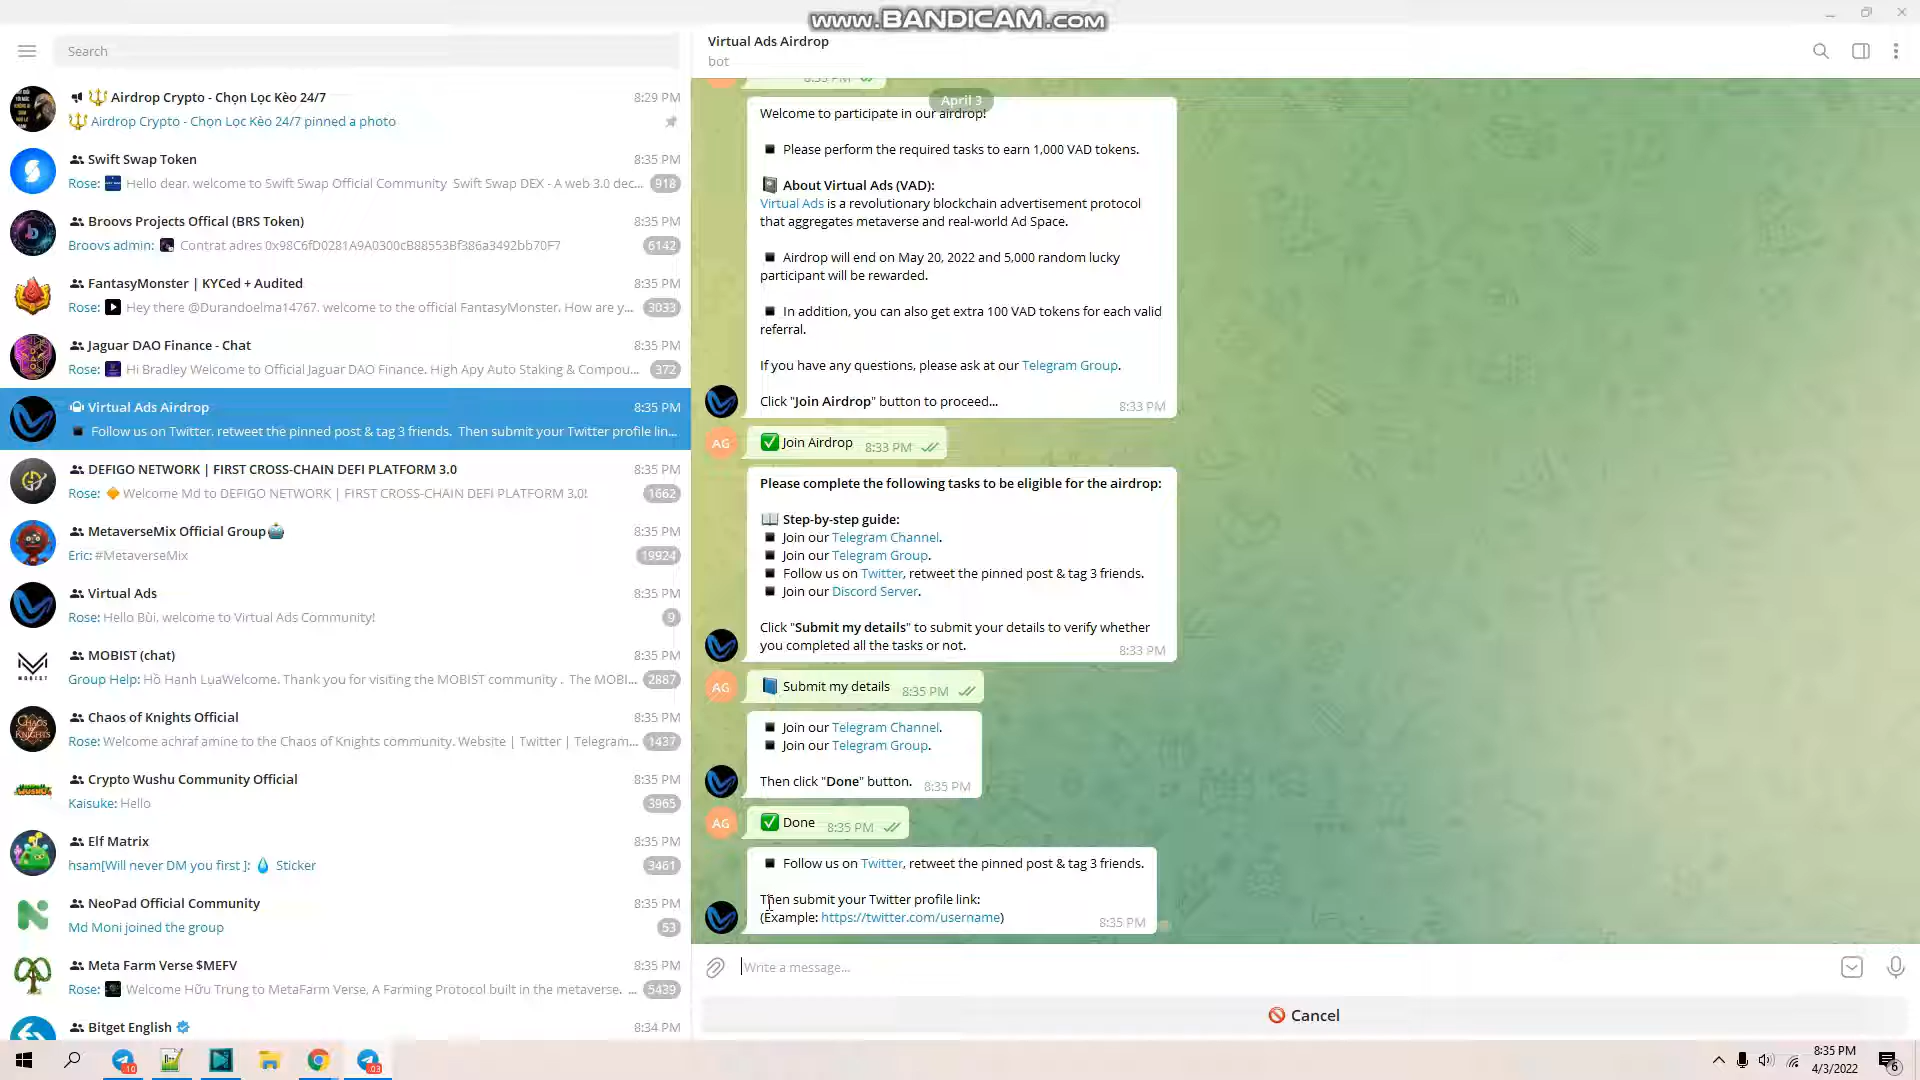 www.BANDICAM.com
Search
Airdrop Crypto - Chọn Lọc Kèo 24/7
8:29 PM
Airdrop Crypto - Chọn Lọc Kèo 24/7 pinned a photo
Swift Swap Token
8:35 PM
Rose: Hello dear, welcome to Swift Swap Official Community Swift Swap DEX - A web 3.0 dec...
918
Broovs Projects Offical (BRS Token)
8:35 PM
Broovs admin: Contrat adres 0x98C6fD0281A9A0300cB88553Bf386a3492bb70F7
6142
FantasyMonster | KYCed + Audited
8:35 PM
Rose: Hey there @Durandoelma14767. welcome to the official FantasyMonster. How are y...
3033
Jaguar DAO Finance - Chat
8:35 PM
Rose: Hi Bradley Welcome to Official Jaguar DAO Finance. High Apy Auto Staking & Compou...
372
Virtual Ads Airdrop
8:35 PM
Follow us on Twitter. retweet the pinned post & tag 3 friends. Then submit your Twitter profile lin...
DEFIGO NETWORK | FIRST CROSS-CHAIN DEFI PLATFORM 3.0
8:35 PM
Rose: Welcome Md to DEFIGO NETWORK | FIRST CROSS-CHAIN DEFI PLATFORM 3.0!
1662
MetaverseMix Official Group
8:35 PM
Eric: #MetaverseMix
19924
Virtual Ads
8:35 PM
Rose: Hello Bùi, welcome to Virtual Ads Community!
9
MOBIST (chat)
8:35 PM
Group Help: Hồ Hanh LụaWelcome. Thank you for visiting the MOBIST community . The MOBI...
2887
MOBIST
Chaos of Knights Official
8:35 PM
Rose: Welcome achraf amine to the Chaos of Knights community. Website | Twitter | Telegram...
1437
Crypto Wushu Community Official
8:35 PM
Kaisuke: Hello
3965
Elf Matrix
8:35 PM
hsam[Will never DM you first ]: Sticker
3461
NeoPad Official Community
8:35 PM
Md Moni joined the group
53
Meta Farm Verse $MEFV
8:35 PM
Rose: Welcome Hữu Trung to MetaFarm Verse, A Farming Protocol built in the metaverse. ...
5439
Bitget English
8:34 PM
Virtual Ads Airdrop
bot
8:33 PM
April 3
Welcome to participate in our airdrop!
Please perform the required tasks to earn 1,000 VAD tokens.
About Virtual Ads (VAD):
Virtual Ads is a revolutionary blockchain advertisement protocol
that aggregates metaverse and real-world Ad Space.
Airdrop will end on May 20, 2022 and 5,000 random lucky
participant will be rewarded.
In addition, you can also get extra 100 VAD tokens for each valid
referral.
If you have any questions, please ask at our Telegram Group.
Click "Join Airdrop" button to proceed...
8:33 PM
AG
Join Airdrop 8:33 PM
Please complete the following tasks to be eligible for the airdrop:
Step-by-step guide:
Join our Telegram Channel.
Join our Telegram Group.
Follow us on Twitter, retweet the pinned post & tag 3 friends.
Join our Discord Server.
Click "Submit my details" to submit your details to verify whether
you completed all the tasks or not.
8:33 PM
AG
Submit my details 8:35 PM
Join our Telegram Channel.
Join our Telegram Group.
Then click "Done" button. 8:35 PM
AG
Done 8:35 PM
Follow us on Twitter, retweet the pinned post & tag 3 friends.
Then submit your Twitter profile link:
(Example: https://twitter.com/username)
8:35 PM
Write a message...
Cancel
8:35 PM
4/3/2022